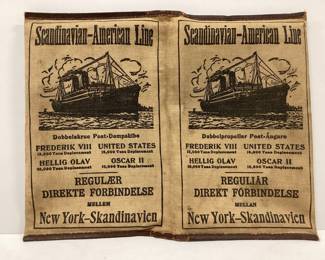 Scandinavian-American Line
Dobbelskrue Post-Dampskibe
FREDERIK VIII UNITED STATES
HELLIG OLAV OSCAR II
REGULÆR
DIREKTE FORBINDELSE
MELLEM
New York-Skandinavien
Scandinavian-American Line
Dubbelpropeller Post-Ångare
FREDERIK VIII UNITED STATES
HELLIG OLAV OSCAR II
REGULIÄR
DIREKT FÖRBINDELSE
MELLAN
New York-Skandinavien